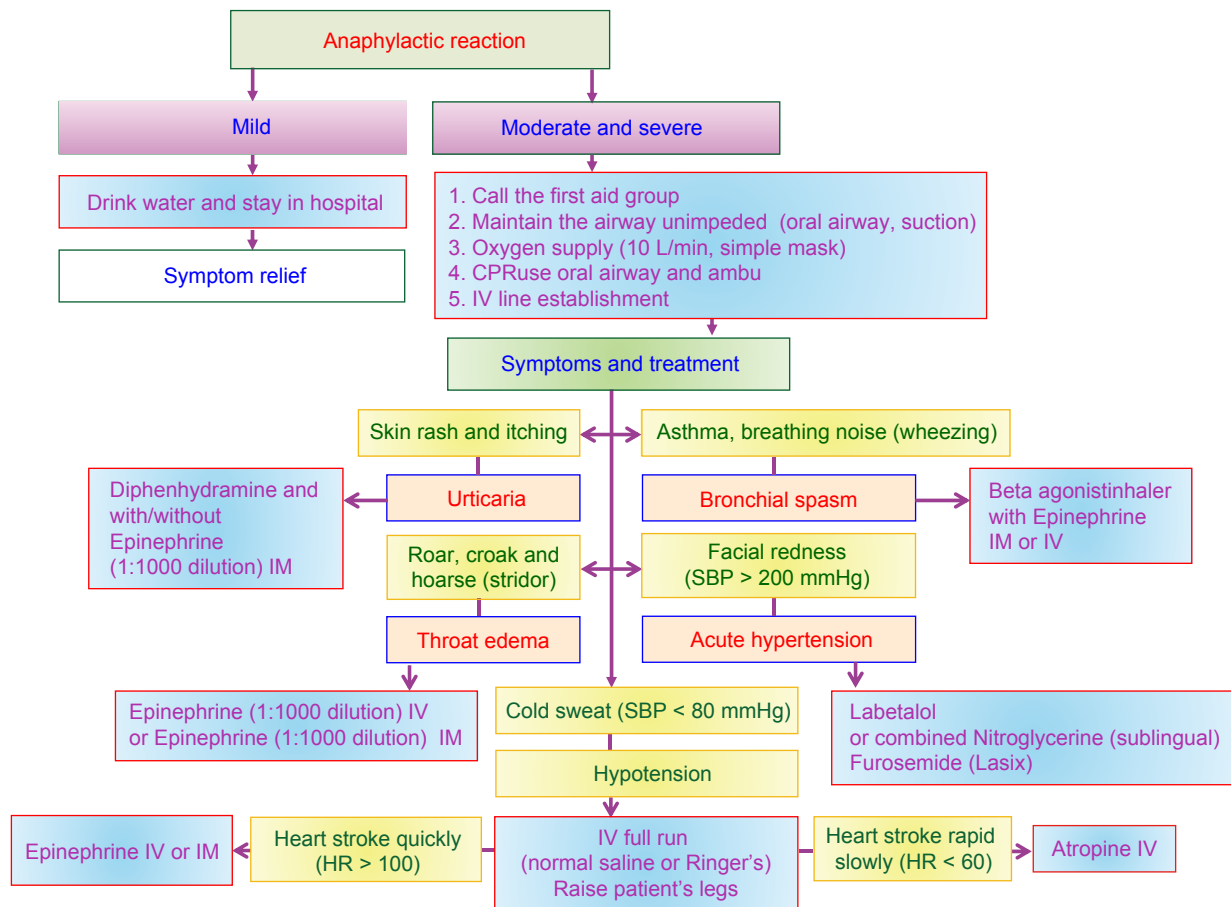 Anaphylactic reaction
Mild
Moderate and severe
Drink water and stay in hospital
Symptom relief
1. Call the first aid group
2. Maintain the airway unimpeded (oral airway, suction)
3. Oxygen supply (10 L/min, simple mask)
4. CPRuse oral airway and ambu
5. IV line establishment
Symptoms and treatment
Skin rash and itching
Asthma, breathing noise (wheezing)
Diphenhydramine and
with/without
Epinephrine
(1:1000 dilution) IM
Urticaria
Bronchial spasm
Beta agonistinhaler
with Epinephrine
IM or IV
Roar, croak and
hoarse (stridor)
Facial redness
(SBP > 200 mmHg)
Throat edema
Acute hypertension
Epinephrine (1:1000 dilution) IV
or Epinephrine (1:1000 dilution) IM
Cold sweat (SBP < 80 mmHg)
Labetalol
or combined Nitroglycerine (sublingual)
Furosemide (Lasix)
Hypotension
Epinephrine IV or IM
Heart stroke quickly
(HR > 100)
IV full run
(normal saline or Ringer's)
Raise patient's legs
Heart stroke rapid
slowly (HR < 60)
Atropine IV